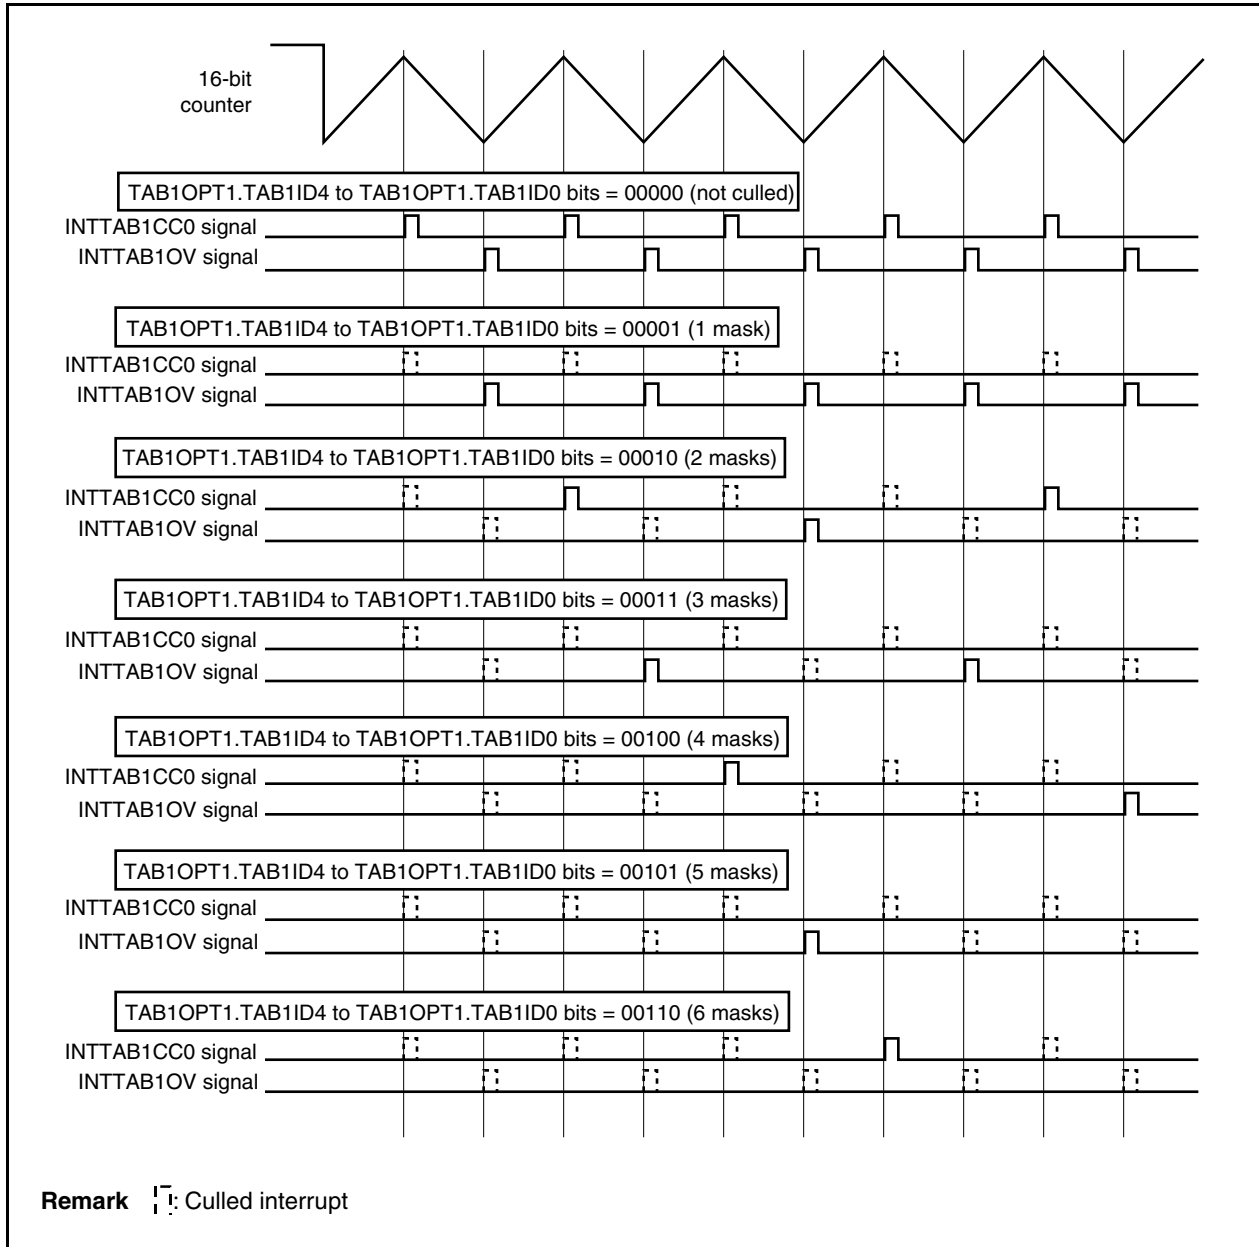 16-bit
counter
TAB1OPT1.TAB1ID4 to TAB1OPT1.TAB1ID0 bits = 00000 (not culled)
INTTAB1CC0 signal
INTTAB1OV signal
TAB1OPT1.TAB1ID4 to TAB1OPT1.TAB1ID0 bits = 00001 (1 mask)
INTTAB1CC0 signal
INTTAB1OV signal
TAB1OPT1.TAB1ID4 to TAB1OPT1.TAB1ID0 bits = 00010 (2 masks)
INTTAB1CC0 signal
INTTAB1OV signal
TAB1OPT1.TAB1ID4 to TAB1OPT1.TAB1ID0 bits = 00011 (3 masks)
INTTAB1CC0 signal
INTTAB1OV signal
TAB1OPT1.TAB1ID4 to TAB1OPT1.TAB1ID0 bits = 00100 (4 masks)
INTTAB1CC0 signal
INTTAB1OV signal
TAB1OPT1.TAB1ID4 to TAB1OPT1.TAB1ID0 bits = 00101 (5 masks)
INTTAB1CC0 signal
INTTAB1OV signal
TAB1OPT1.TAB1ID4 to TAB1OPT1.TAB1ID0 bits = 00110 (6 masks)
INTTAB1CC0 signal
INTTAB1OV signal
Remark : Culled interrupt